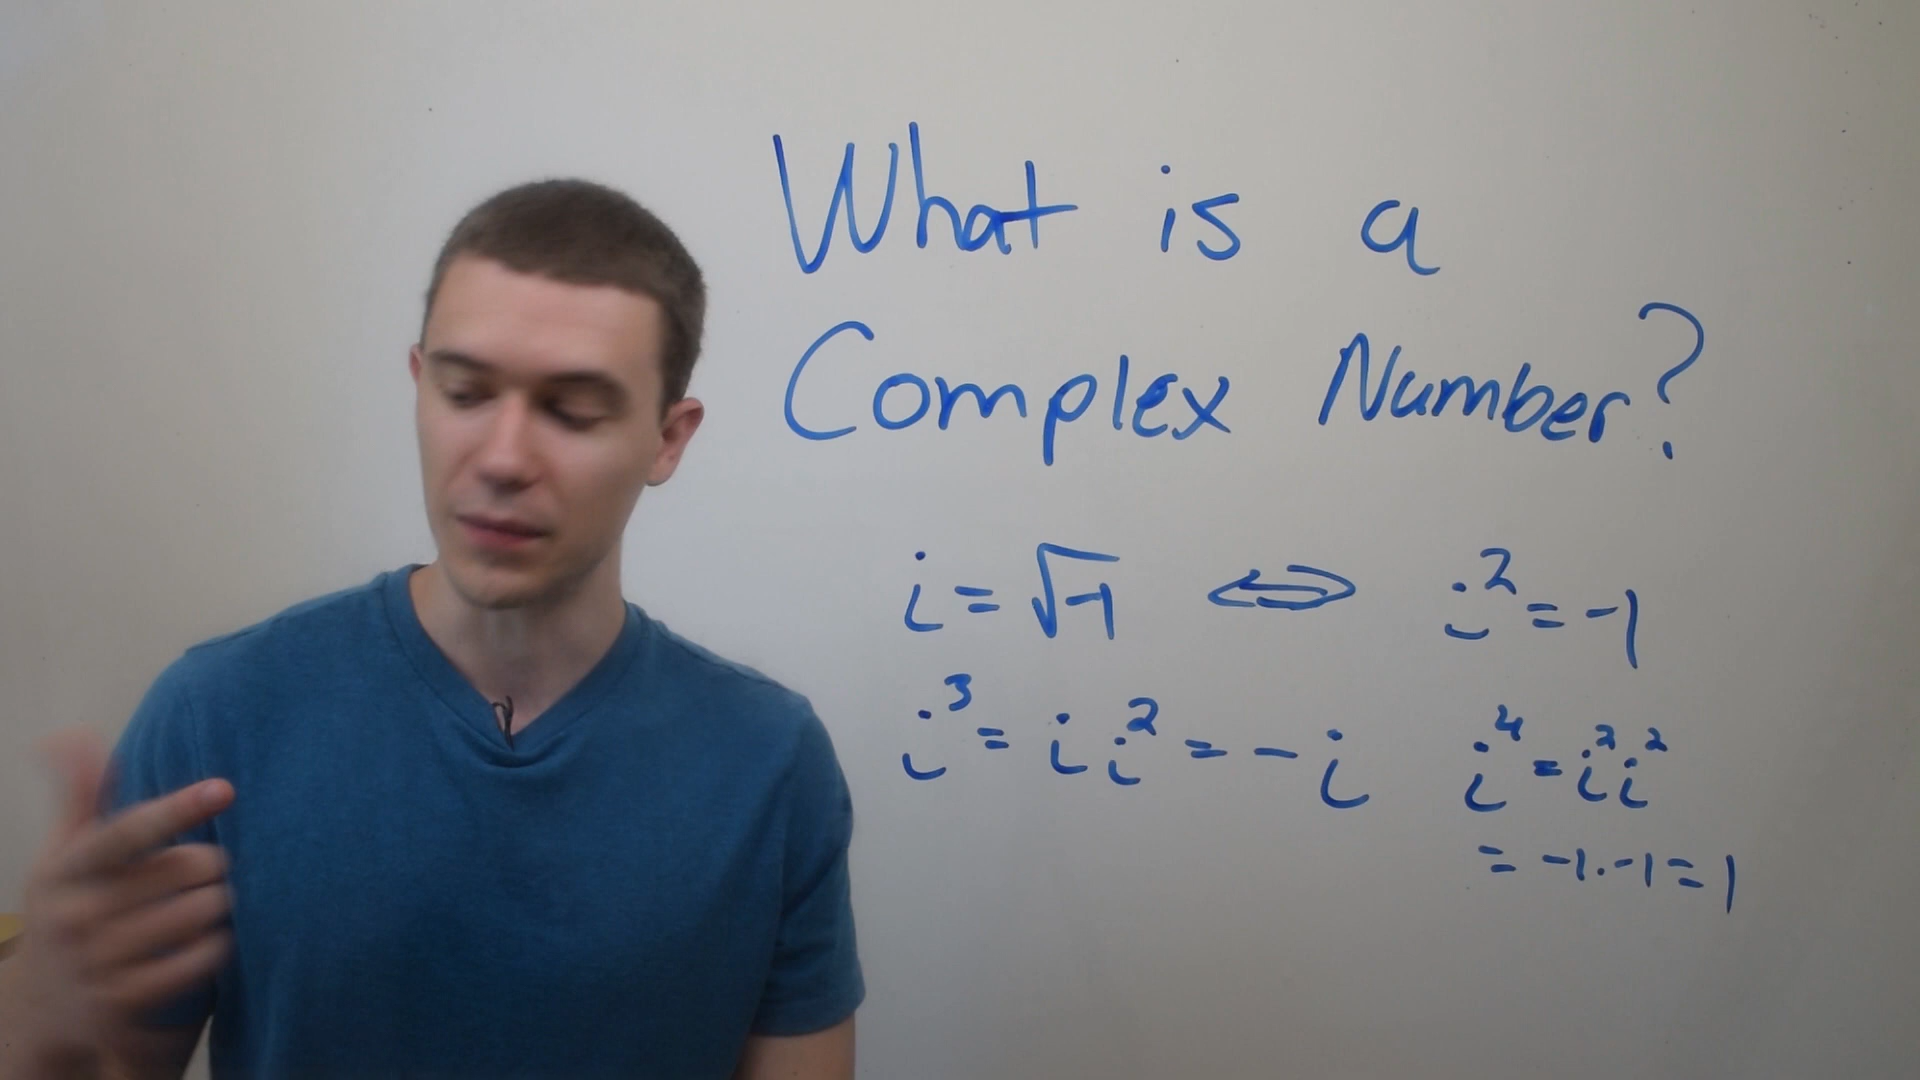 What is a
Complex Number?
i = √-1 ⇔ i² = -1
i³ = i i² = -i i⁴ = i² i²
= -1 · -1 = 1